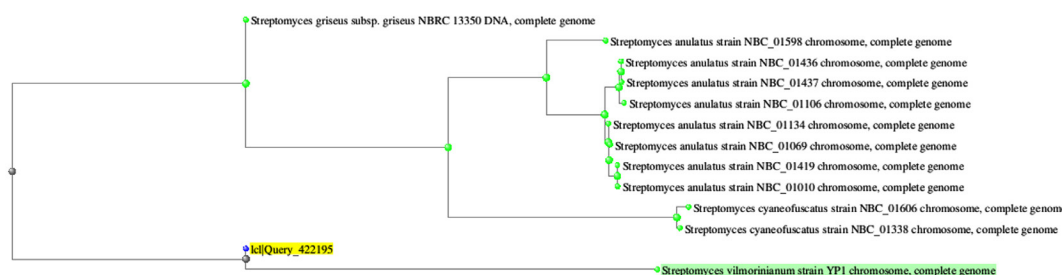 Streptomyces griseus subsp. griseus NBRC 13350 DNA, complete genome
Streptomyces anulatus strain NBC_01598 chromosome, complete genome
Streptomyces anulatus strain NBC_01436 chromosome, complete genome
Streptomyces anulatus strain NBC_01437 chromosome, complete genome
Streptomyces anulatus strain NBC_01106 chromosome, complete genome
Streptomyces anulatus strain NBC_01134 chromosome, complete genome
Streptomyces anulatus strain NBC_01069 chromosome, complete genome
Streptomyces anulatus strain NBC_01419 chromosome, complete genome
Streptomyces anulatus strain NBC_01010 chromosome, complete genome
Streptomyces cyaneofuscatus strain NBC_01606 chromosome, complete genom
Streptomyces cyaneofuscatus strain NBC_01338 chromosome, complete genome
lcl|Query_422195
Streptomyces vilmorinianum strain YP1 chromosome, complete genome